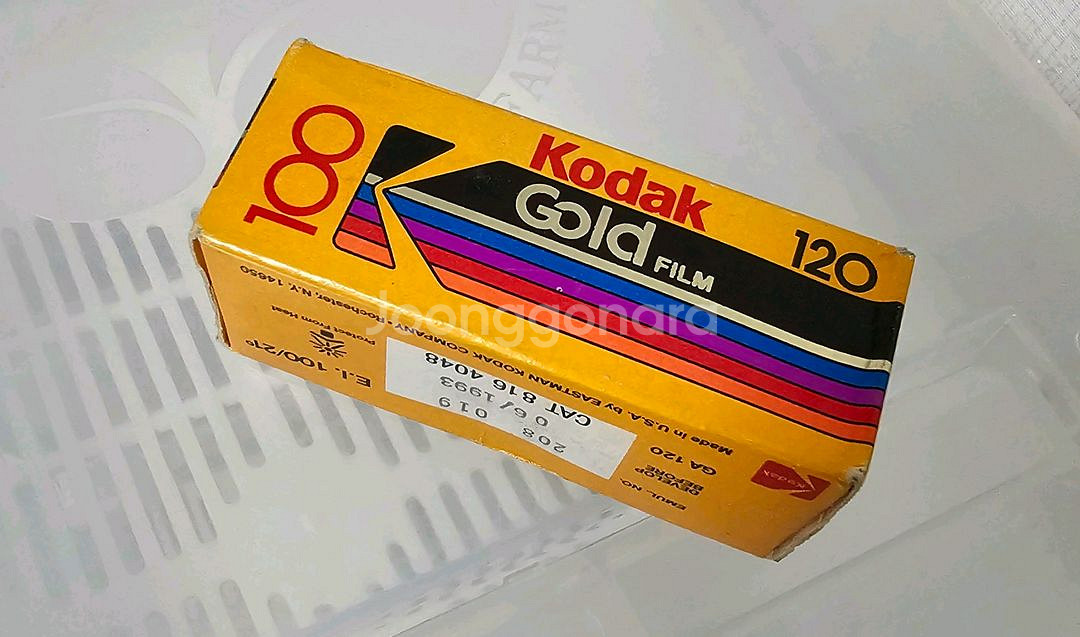 100
Kodak
Gold
FILM
120
Joonggonara
Made in U.S.A. by EASTMAN KODAK COMPANY, Rochester, N.Y. 14650
Protect From Heat
E.I. 100/21°
CAT 816 4048
06/1993
208 019
GA 120
DEVELOP
BEFORE
EMUL. NO.
Kodak
ARM